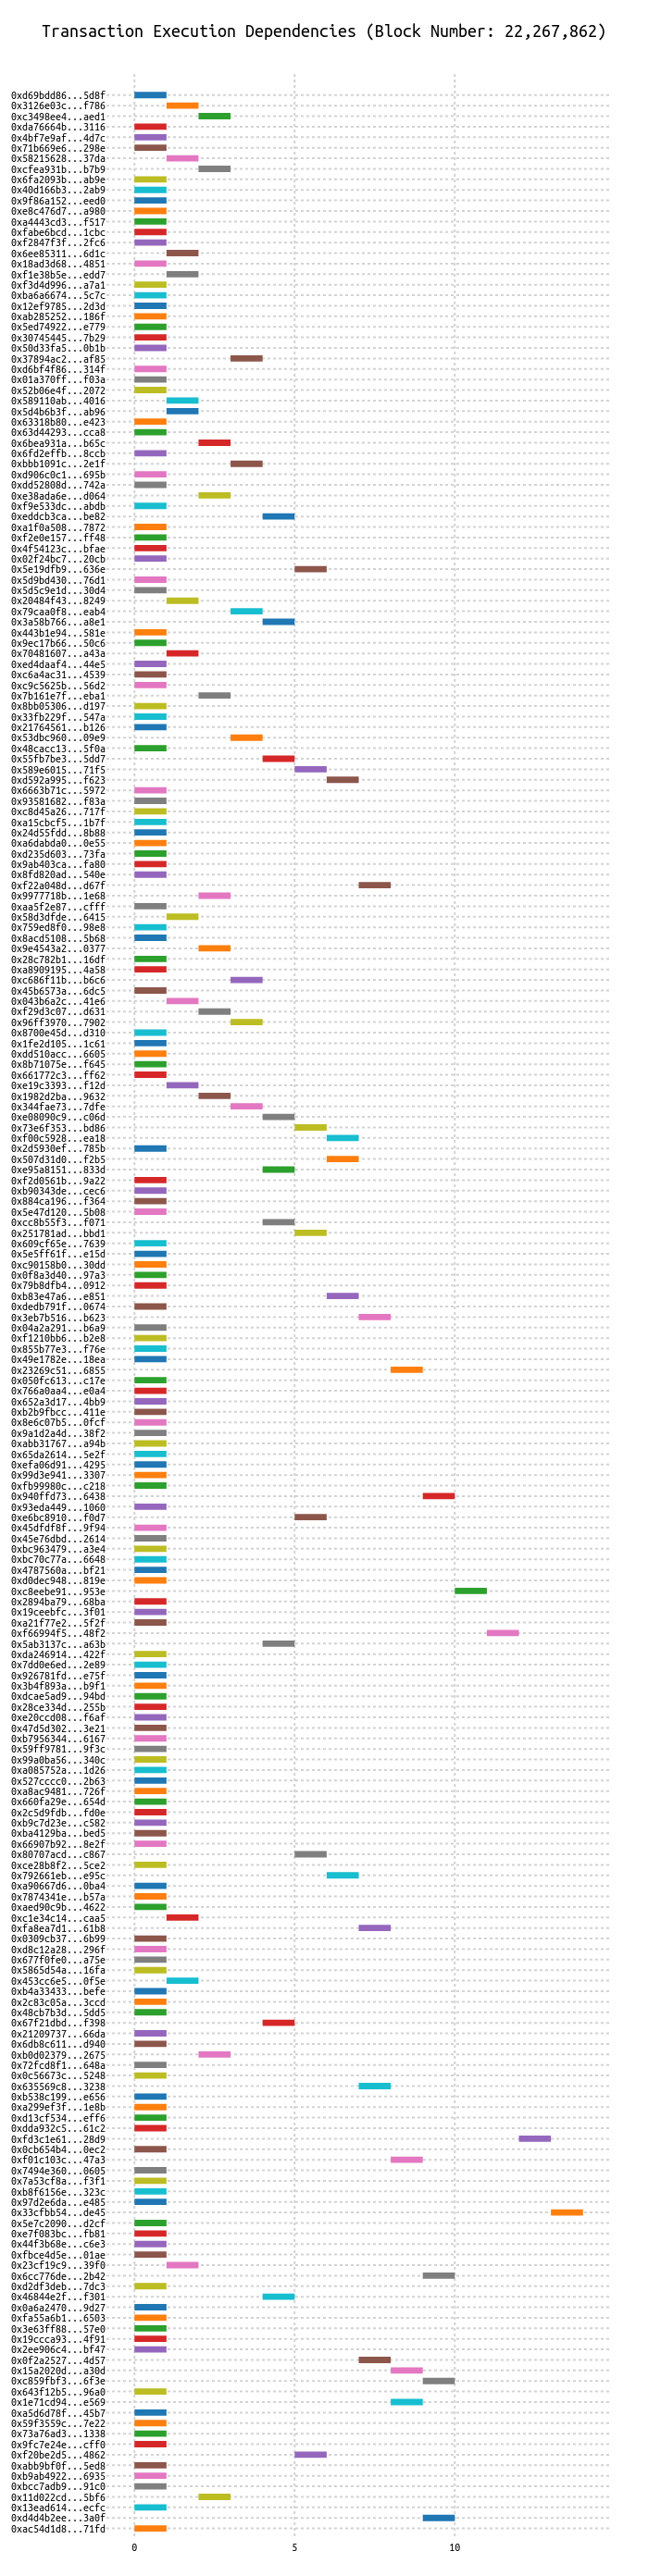 Transaction Execution Dependencies (Block Number: 22,267,862)
0xd69bdd86...5d8f
0x3126e03c...f786
0xc3498ee4...aed1
0xda76664b...3116
0x4bf7e9af...4d7c
0x71b669e6...298e
0x58215628...37da
0xcfea931b...b7b9
0x6fa2093b...ab9e
0x40d166b3...2ab9
0x9f86a152...eed0
0xe8c476d7...a980
0xa4443cd3...f517
0xfabe6bcd...1cbc
0xf2847f3f...2fc6
0x6ee85311...6d1c
0x18ad3d68...4851
0xf1e38b5e...edd7
0xf3d4d996...a7a1
0xba6a6674...5c7c
0x12ef9785...2d3d
0xab285252...186f
0x5ed74922...e779
0x30745445...7b29
0x50d33fa5...0b1b
0x37894ac2...af85
0xd6bf4f86...314f
0x01a370ff...f03a
0x52b06e4f...2072
0x589110ab...4016
0x5d4b6b3f...ab96
0x63318b80...e423
0x63d44293...cca8
0x6bea931a...b65c
0x6fd2effb...8ccb
0xbbb1091c...2e1f
0xd906c0c1...695b
0xdd52808d...742a
0xe38ada6e...d064
0xf9e533dc...abdb
0xeddcb3ca...be82
0xa1f0a508...7872
0xf2e0e157...ff48
0x4f54123c...bfae
0x02f24bc7...20cb
0x5e19dfb9...636e
0x5d9bd430...76d1
0x5d5c9e1d...30d4
0x20484f43...8249
0x79caa0f8...eab4
0x3a58b766...a8e1
0x443b1e94...581e
0x9ec17b66...50c6
0x70481607...a43a
0xed4daaf4...44e5
0xc6a4ac31...4539
0xc9c5625b...56d2
0x7b161e7f...eba1
0x8bb05306...d197
0x33fb229f...547a
0x21764561...b126
0x53dbc960...09e9
0x48cacc13...5f0a
0x55fb7be3...5dd7
0x589e6015...71f5
0xd592a995...f623
0x6663b71c...5972
0x93581682...f83a
0xc8d45a26...717f
0xa15cbcf5...1b7f
0x24d55fdd...8b88
0xa6dabda0...0e55
0xd235d603...73fa
0x9ab403ca...fa80
0x8fd820ad...540e
0xf22a048d...d67f
0x9977718b...1e68
0xaa5f2e87...cfff
0x58d3dfde...6415
0x759ed8f0...98e8
0x8acd5108...5b68
0x9e4543a2...0377
0x28c782b1...16df
0xa8909195...4a58
0xc686f11b...b6c6
0x45b6573a...6dc5
0x043b6a2c...41e6
0xf29d3c07...d631
0x96ff3970...7902
0x8700e45d...d310
0x1fe2d105...1c61
0xdd510acc...6605
0x8b71075e...f645
0x661772c3...ff62
0xe19c3393...f12d
0x1982d2ba...9632
0x344fae73...7dfe
0xe08090c9...c06d
0x73e6f353...bd86
0xf00c5928...ea18
0x2d5930ef...785b
0x507d31d0...f2b5
0xe95a8151...833d
0xf2d0561b...9a22
0xb90343de...cec6
0x884ca196...f364
0x5e47d120...5b08
0xcc8b55f3...f071
0x251781ad...bbd1
0x609cf65e...7639
0x5e5ff61f...e15d
0xc90158b0...30dd
0x0f8a3d40...97a3
0x79b8dfb4...0912
0xb83e47a6...e851
0xdedb791f...0674
0x3eb7b516...b623
0x04a2a291...b6a9
0xf1210bb6...b2e8
0x855b77e3...f76e
0x49e1782e...18ea
0x23269c51...6855
0x050fc613...c17e
0x766a0aa4...e0a4
0x652a3d17...4bb9
0xb2b9fbcc...411e
0x8e6c07b5...0fcf
0x9a1d2a4d...38f2
0xabb31767...a94b
0x65da2614...5e2f
0xefa06d91...4295
0x99d3e941...3307
0xfb99980c...c218
0x940ffd73...6438
0x93eda449...1060
0xe6bc8910...f0d7
0x45dfdf8f...9f94
0x45e76dbd...2614
0xbc963479...a3e4
0xbc70c77a...6648
0x4787560a...bf21
0xd0dec948...819e
0xc8eebe91...953e
0x2894ba79...68ba
0x19ceebfc...3f01
0xa21f77e2...5f2f
0xf66994f5...48f2
0x5ab3137c...a63b
0xda246914...422f
0x7dd0e6ed...2e89
0x926781fd...e75f
0x3b4f893a...b9f1
0xdcae5ad9...94bd
0x28ce334d...255b
0xe20ccd08...f6af
0x47d5d302...3e21
0xb7956344...6167
0x59ff9781...9f3c
0x99a0ba56...340c
0xa085752a...1d26
0x527cccc0...2b63
0xa8ac9481...726f
0x660fa29e...654d
0x2c5d9fdb...fd0e
0xb9c7d23e...c582
0xba4129ba...bed5
0x66907b92...8e2f
0x80707acd...c867
0xce28b8f2...5ce2
0x792661eb...e95c
0xa90667d6...0ba4
0x7874341e...b57a
0xaed90c9b...4622
0xc1e34c14...caa5
0xfa8ea7d1...61b8
0x0309cb37...6b99
0xd8c12a28...296f
0x677f0fe0...a75e
0x5865d54a...16fa
0x453cc6e5...0f5e
0xb4a33433...befe
0x2c83c05a...3ccd
0x48cb7b3d...5dd5
0x67f21dbd...f398
0x21209737...66da
0x6db8c611...d940
0xb0d02379...2675
0x72fcd8f1...648a
0x0c56673c...5248
0x635569c8...3238
0xb538c199...e656
0xa299ef3f...1e8b
0xd13cf534...eff6
0xdda932c5...61c2
0xfd3c1e61...28d9
0x0cb654b4...0ec2
0xf01c103c...47a3
0x7494e360...0605
0x7a53cf8a...f3f1
0xb8f6156e...323c
0x97d2e6da...e485
0x33cfbb54...de45
0x5e7c2090...d2cf
0xe7f083bc...fb81
0x44f3b68e...c6e3
0xfbce4d5e...01ae
0x23cf19c9...39f0
0x6cc776de...2b42
0xd2df3deb...7dc3
0x46844e2f...f301
0x0a6a2470...9d27
0xfa55a6b1...6503
0x3e63ff88...57e0
0x19ccca93...4f91
0x2ee906c4...bf47
0x0f2a2527...4d57
0x15a2020d...a30d
0xc859fbf3...6f3e
0x643f12b5...96a0
0x1e71cd94...e569
0xa5d6d78f...45b7
0x59f3559c...7e22
0x73a76ad3...1338
0x9fc7e24e...cff0
0xf20be2d5...4862
0xabb9bf0f...5ed8
0xb9ab4922...6935
0xbcc7adb9...91c0
0x11d022cd...5bf6
0x13ead614...ecfc
0xd4d4b2ee...3a0f
0xac54d1d8...71fd
0 5 10